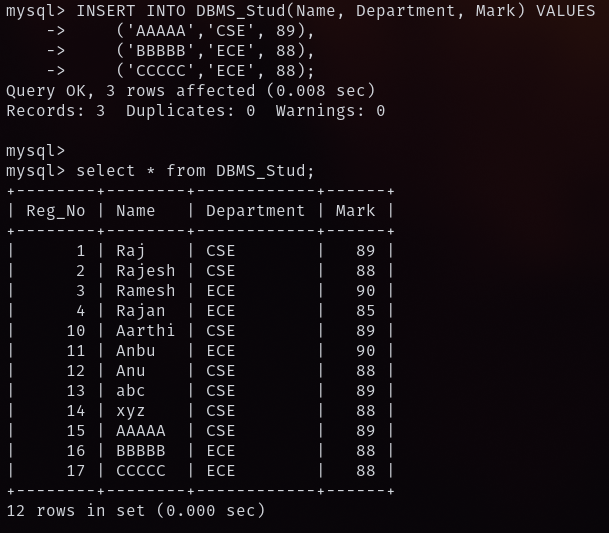 mysql> INSERT INTO DBMS_Stud(Name, Department, Mark) VALUES
    ->     ('AAAAA','CSE', 89),
    ->     ('BBBBB','ECE', 88),
    ->     ('CCCCC','ECE', 88);
Query OK, 3 rows affected (0.008 sec)
Records: 3  Duplicates: 0  Warnings: 0

mysql>
mysql> select * from DBMS_Stud;
+--------+--------+------------+------+
| Reg_No | Name   | Department | Mark |
+--------+--------+------------+------+
|      1 | Raj    | CSE        |   89 |
|      2 | Rajesh | CSE        |   88 |
|      3 | Ramesh | ECE        |   90 |
|      4 | Rajan  | ECE        |   85 |
|     10 | Aarthi | CSE        |   89 |
|     11 | Anbu   | ECE        |   90 |
|     12 | Anu    | CSE        |   88 |
|     13 | abc    | CSE        |   89 |
|     14 | xyz    | CSE        |   88 |
|     15 | AAAAA  | CSE        |   89 |
|     16 | BBBBB  | ECE        |   88 |
|     17 | CCCCC  | ECE        |   88 |
+--------+--------+------------+------+
12 rows in set (0.000 sec)